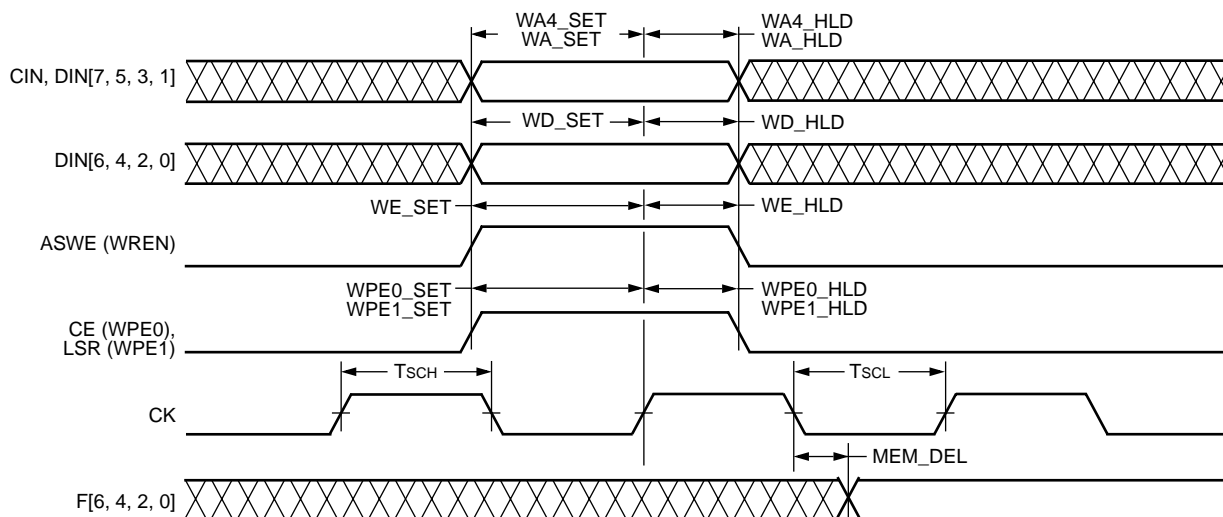 WA4_SET
WA_SET
WA4_HLD
WA_HLD
CIN, DIN[7, 5, 3, 1]
WD_SET
WD_HLD
DIN[6, 4, 2, 0]
WE_SET
WE_HLD
ASWE (WREN)
WPE0_SET
WPE1_SET
WPE0_HLD
WPE1_HLD
CE (WPE0),
LSR (WPE1)
TSCH
TSCL
CK
MEM_DEL
F[6, 4, 2, 0]